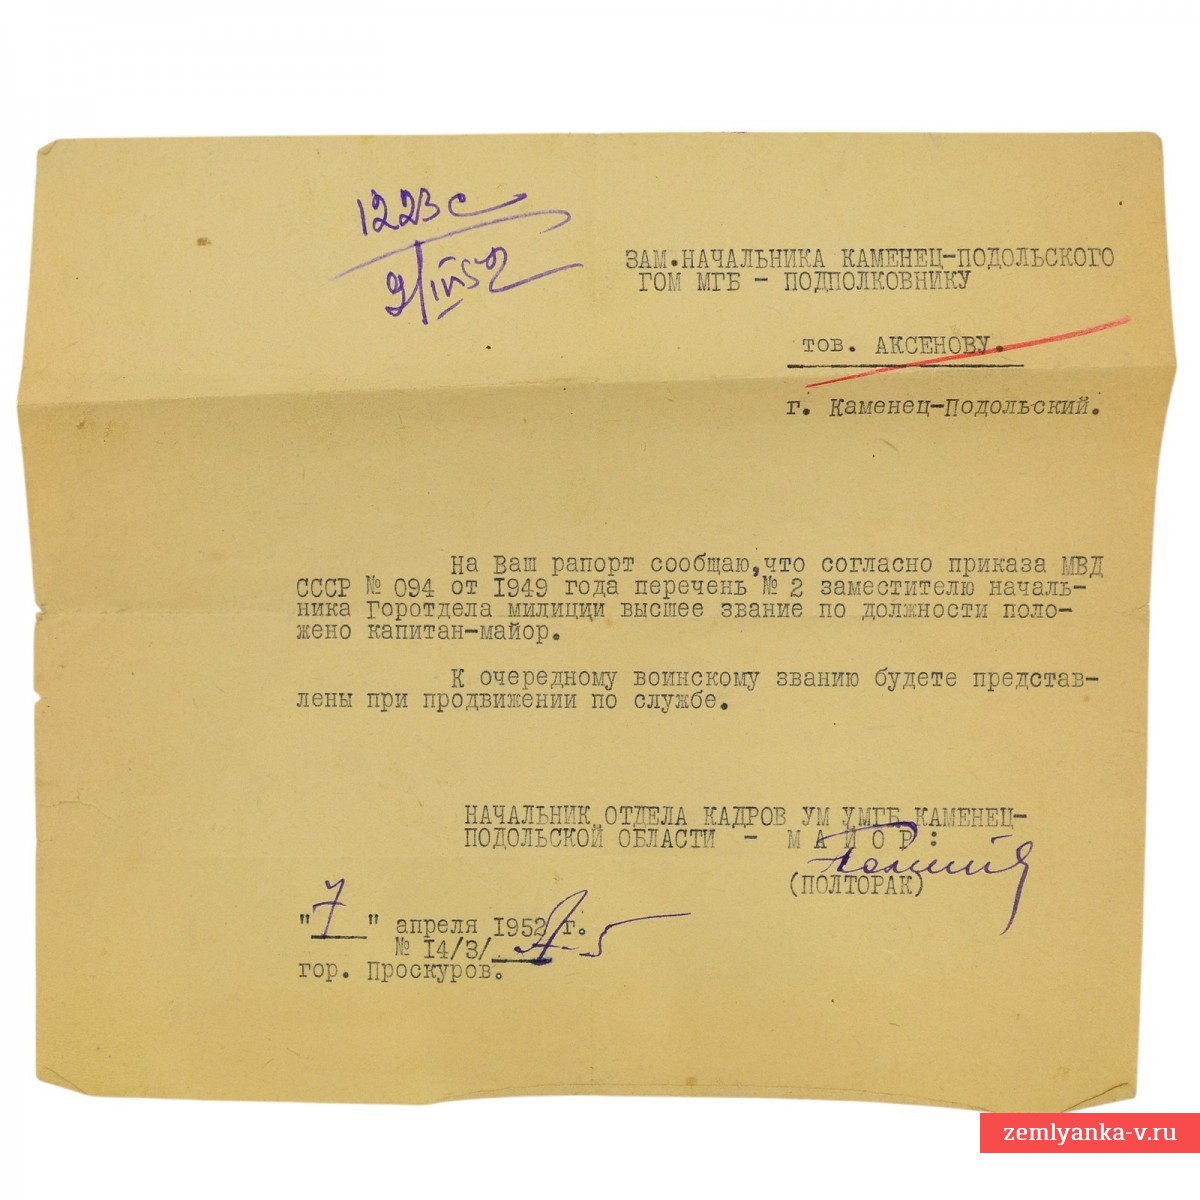 1223с
9/IV 52
ЗАМ.НАЧАЛЬНИКА КАМЕНЕЦ-ПОДОЛЬСКОГО
ГОМ МГБ - ПОДПОЛКОВНИКУ
тов. АКСЕНОВУ.
г. Каменец-Подольский.
На Ваш рапорт сообщаю,что согласно приказа МВД
СССР № 094 от 1949 года перечень № 2 заместителю началь-
ника Горотдела милиции высшее звание по должности поло-
жено капитан-майор.
К очередному воинскому званию будете представ-
лены при продвижении по службе.
НАЧАЛЬНИК ОТДЕЛА КАДРОВ УМ УМГБ КАМЕНЕЦ-
ПОДОЛЬСКОЙ ОБЛАСТИ - М А Й О Р :
(ПОЛТОРАК)
"7" апреля 1952 г.
№ 14/3/
гор. Проскуров.
zemlyanka-v.ru